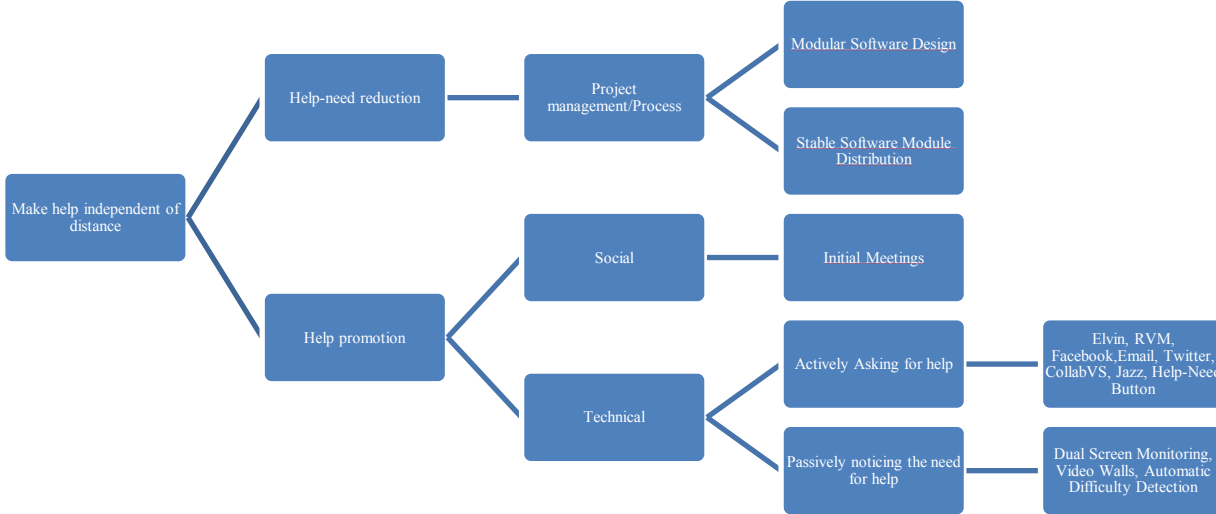 Make help independent of
distance
Help-need reduction
Project
management/Process
Modular Software Design
Stable Software Module
Distribution
Help promotion
Social
Initial Meetings
Technical
Actively Asking for help
Elvin, RVM,
Facebook,Email, Twitter,
CollabVS, Jazz, Help-Need
Button
Passively noticing the need
for help
Dual Screen Monitoring,
Video Walls, Automatic
Difficulty Detection